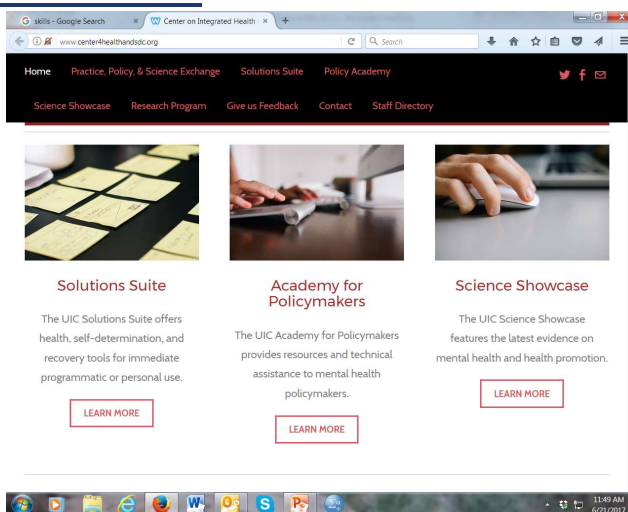 skills - Google Search
Center on Integrated Health
www.center4healthandsdc.org
Search
Home Practice, Policy, & Science Exchange Solutions Suite Policy Academy
Science Showcase Research Program Give us Feedback Contact Staff Directory
Solutions Suite
The UIC Solutions Suite offers
health, self-determination, and
recovery tools for immediate
programmatic or personal use.
LEARN MORE
Academy for
Policymakers
The UIC Academy for Policymakers
provides resources and technical
assistance to mental health
policymakers.
LEARN MORE
Science Showcase
The UIC Science Showcase
features the latest evidence on
mental health and health promotion.
LEARN MORE
11:49 AM
6/21/2017